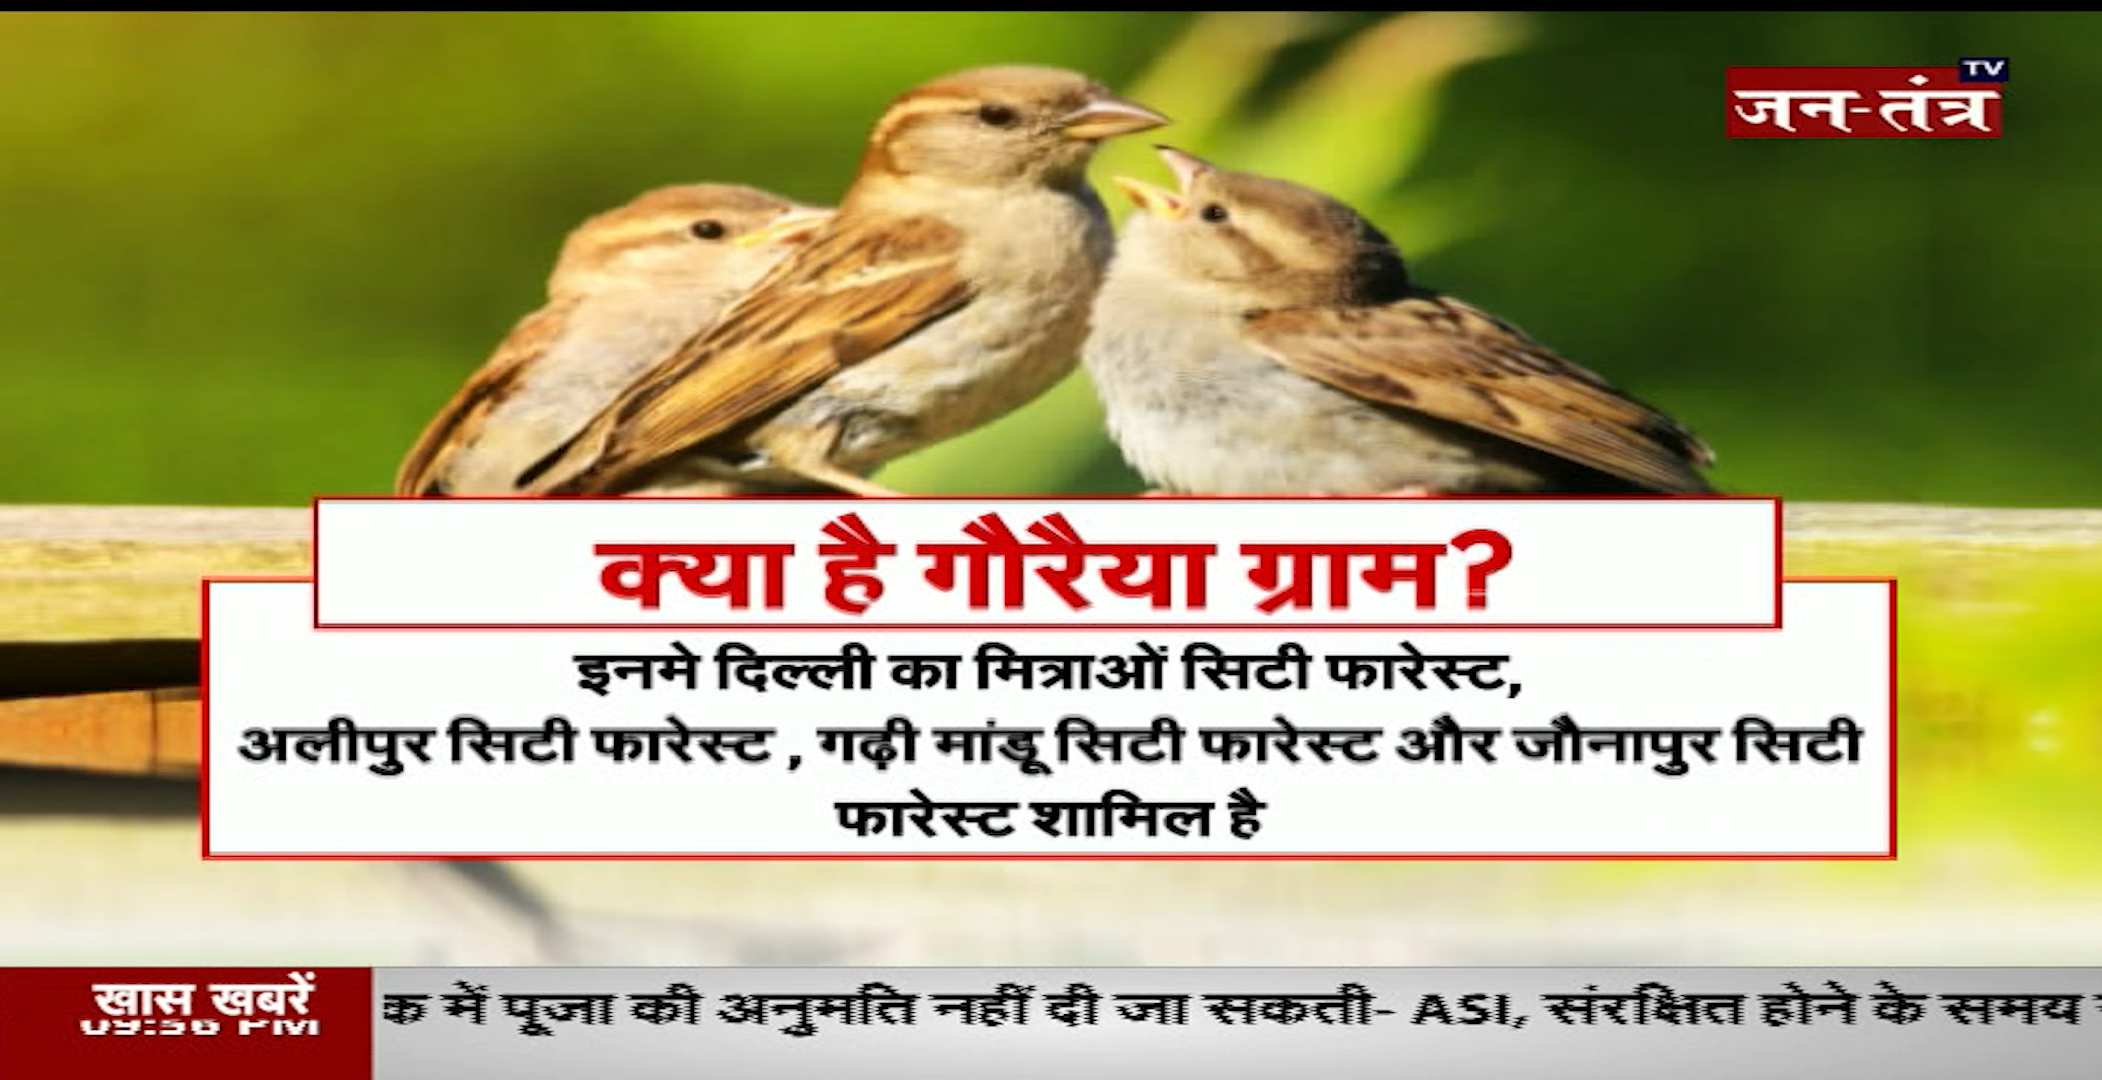 TV
जन-तंत्र
क्या है गौरैया ग्राम?
इनमे दिल्ली का मित्राओं सिटी फारेस्ट,
अलीपुर सिटी फारेस्ट , गढ़ी मांडू सिटी फारेस्ट और जौनापुर सिटी
फारेस्ट शामिल है
खास खबरें
क में पूजा की अनुमति नहीं दी जा सकती- ASI, संरक्षित होने के समय